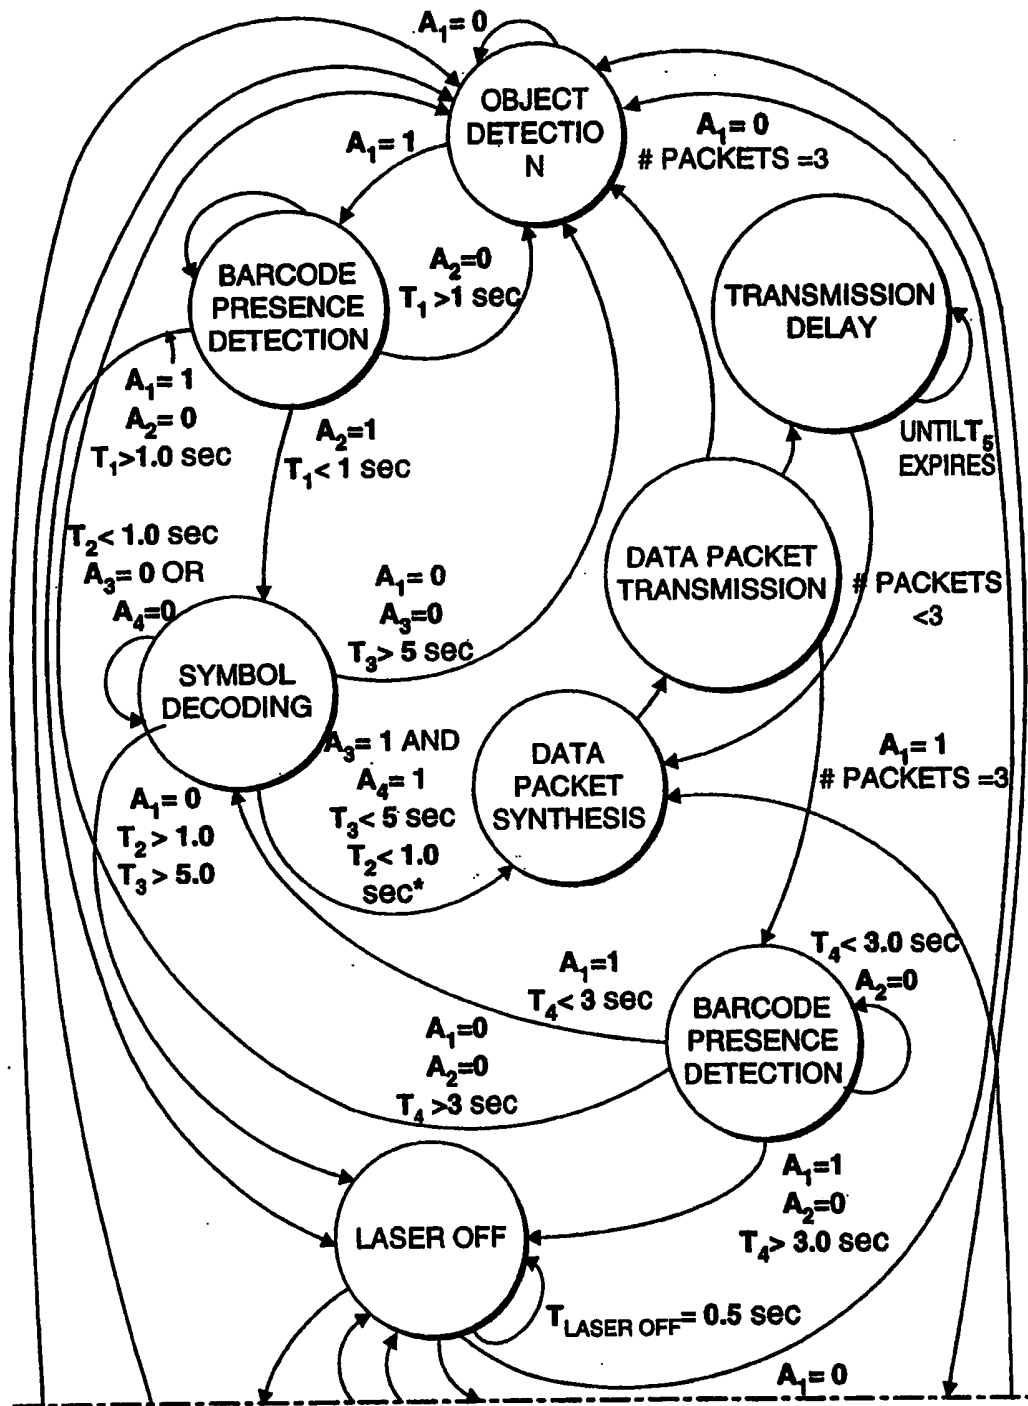 A1= 0
OBJECT
DETECTIO
N
A1= 1
A1= 0
# PACKETS =3
BARCODE
PRESENCE
DETECTION
A2=0
T1 >1 sec
TRANSMISSION
DELAY
A1= 1
A2= 0
T1>1.0 sec
A2=1
T1< 1 sec
UNTILT5
EXPIRES
T2< 1.0 sec
A3= 0 OR
A4=0
DATA PACKET
TRANSMISSION
A1= 0
A3=0
T3> 5 sec
# PACKETS
<3
SYMBOL
DECODING
A3= 1 AND
A4= 1
T3< 5 sec
T2< 1.0
sec*
DATA
PACKET
SYNTHESIS
A1= 1
# PACKETS =3
A1= 0
T2> 1.0
T3> 5.0
A1=1
T4< 3 sec
T4< 3.0 sec
A2=0
BARCODE
PRESENCE
DETECTION
A1=0
A2=0
T4 >3 sec
A1=1
A2=0
T4> 3.0 sec
LASER OFF
TLASER OFF= 0.5 sec
A1= 0